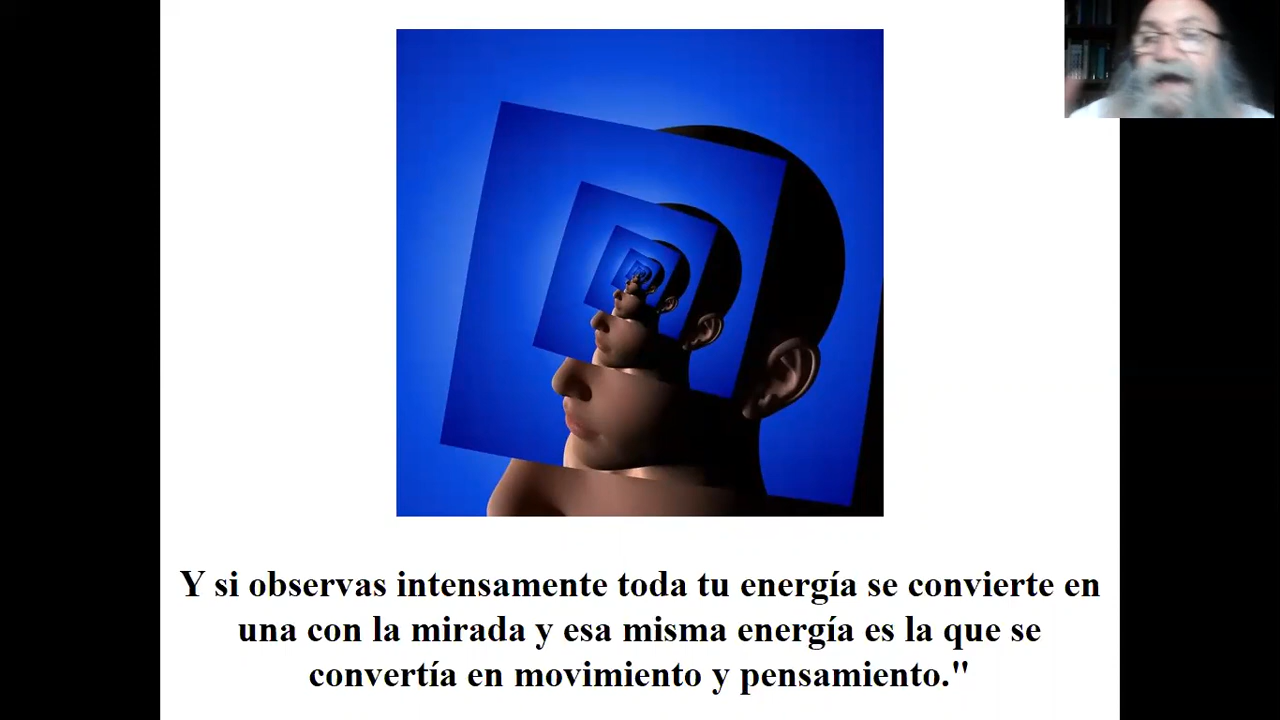 Y si observas intensamente toda tu energía se convierte en
una con la mirada y esa misma energía es la que se
convertía en movimiento y pensamiento."